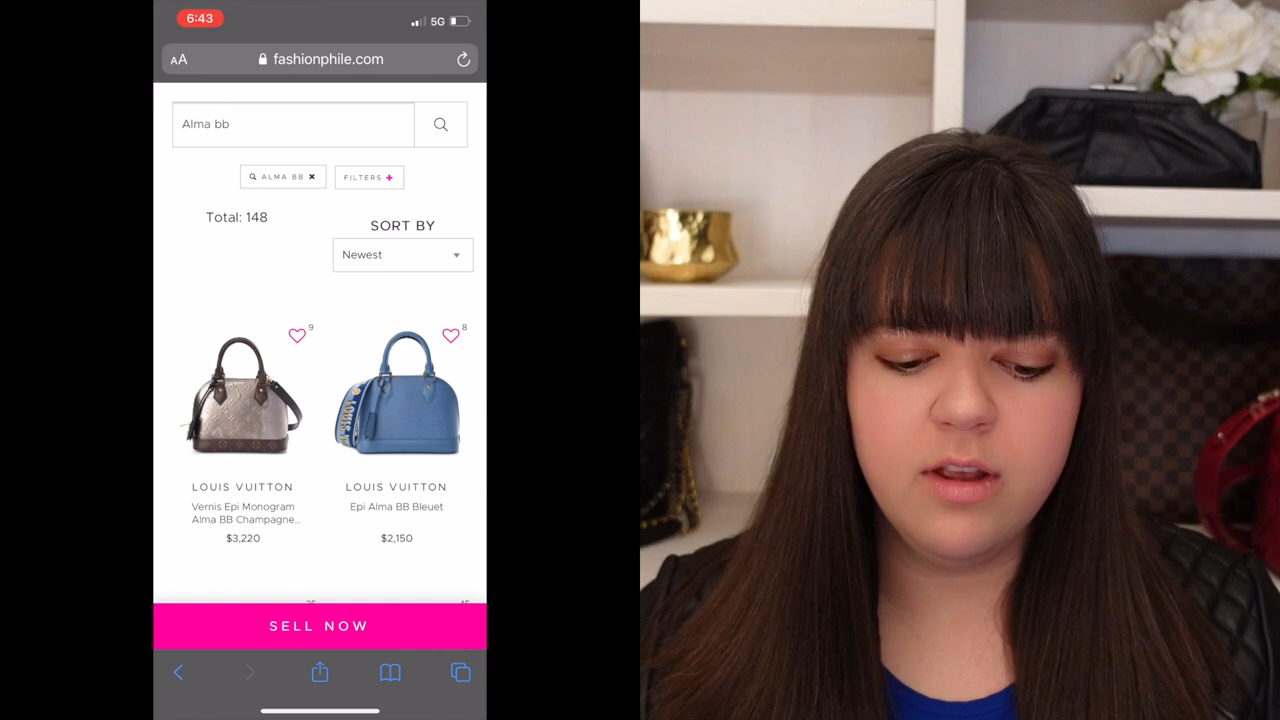 6:43
5G
AA
fashionphile.com
Alma bb
ALMA BB
FILTERS +
Total: 148
SORT BY
Newest
9
8
LOUIS VUITTON
LOUIS VUITTON
Vernis Epi Monogram
Alma BB Champagne...
Epi Alma BB Bleuet
$3,220
$2,150
SELL NOW